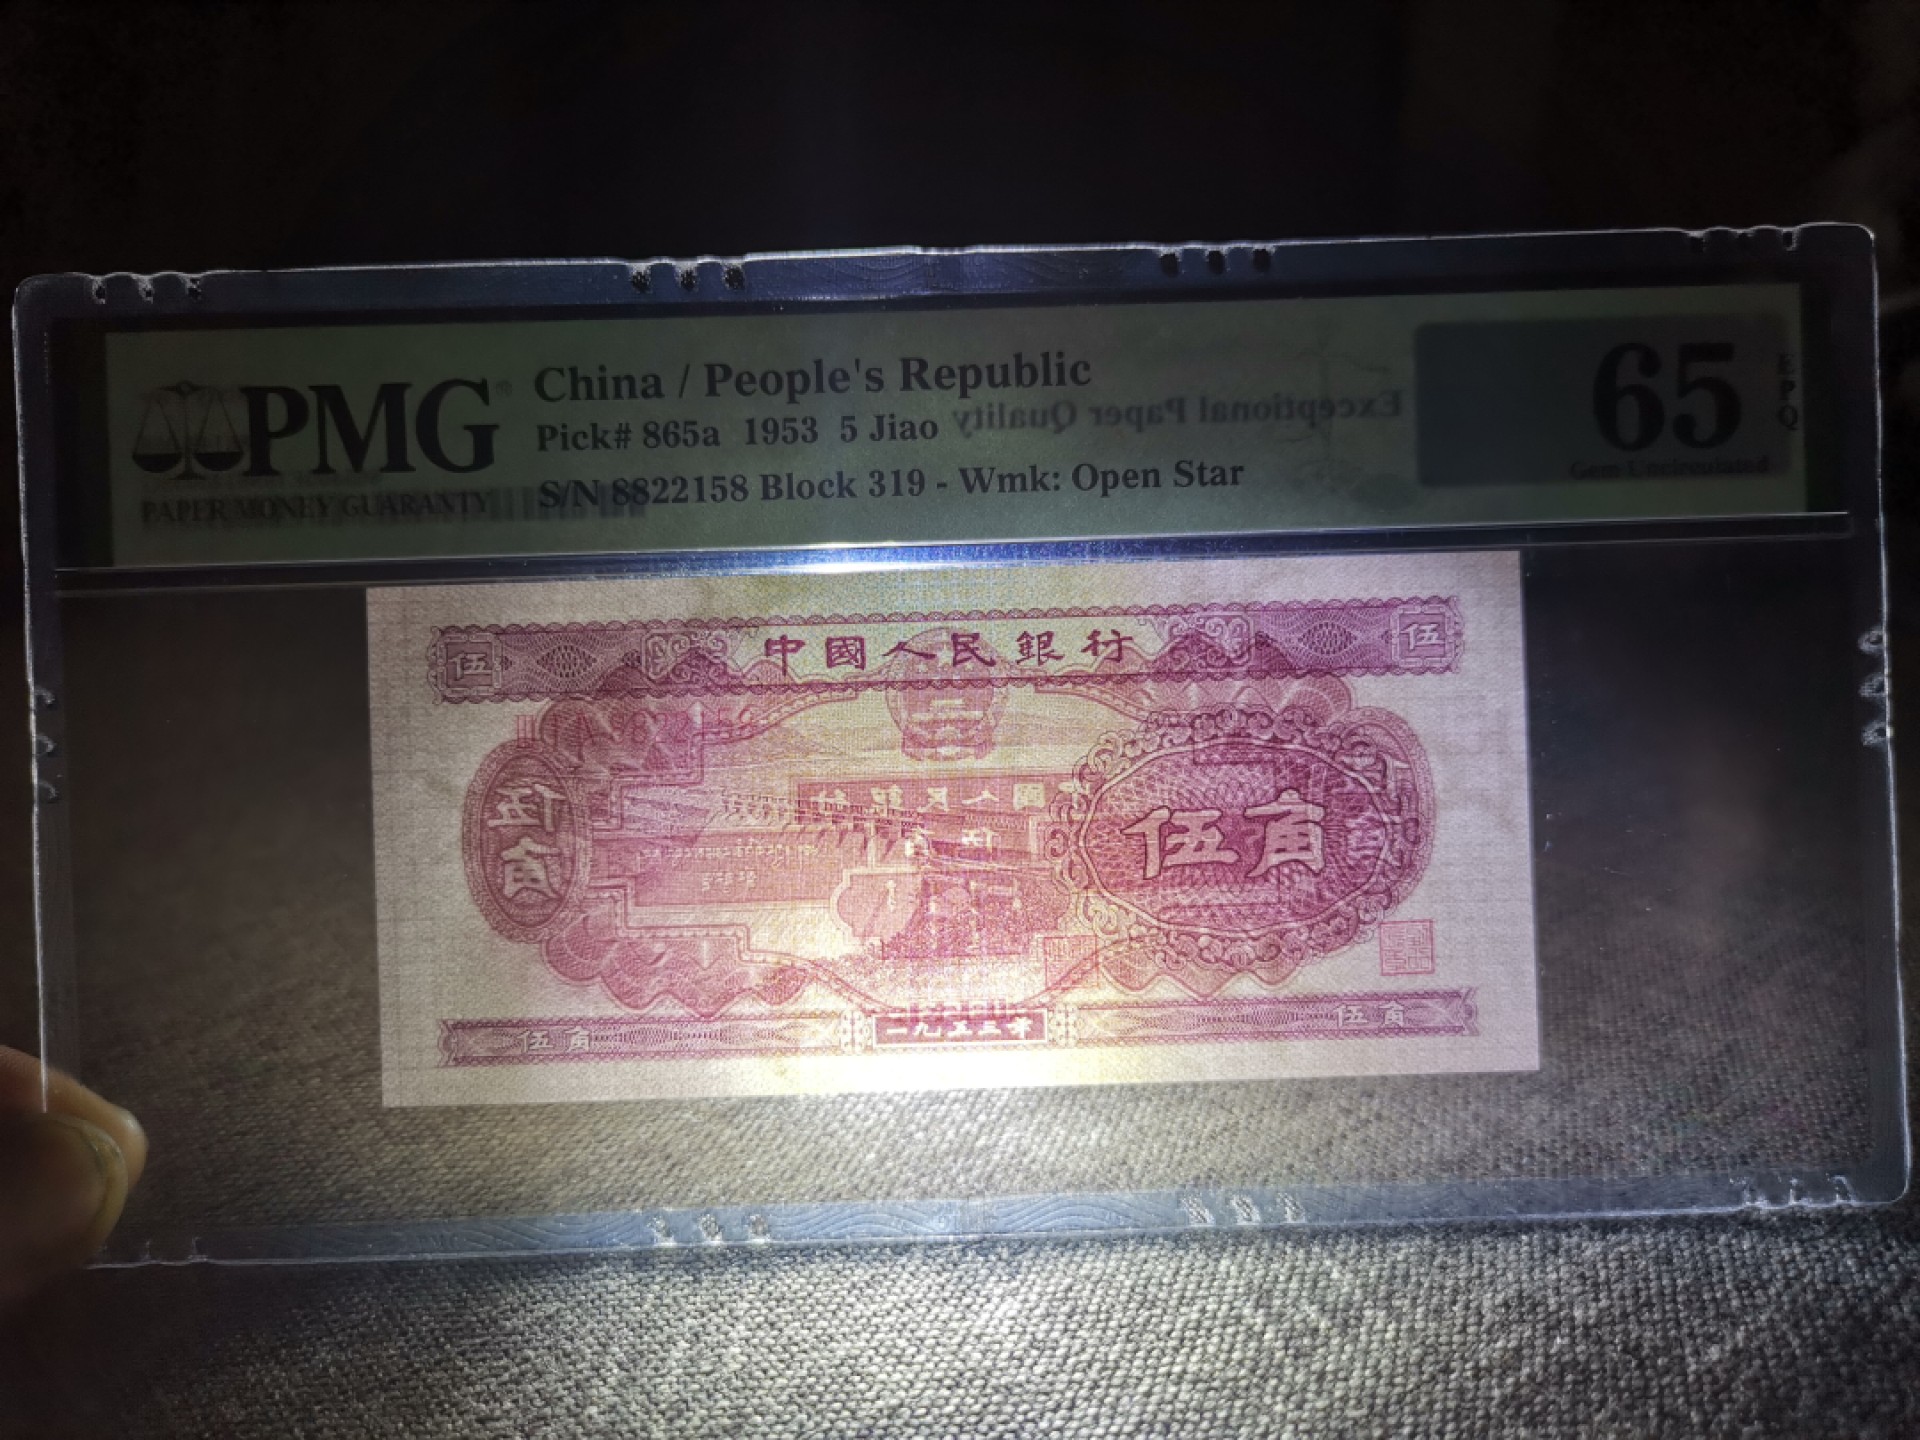 PMG
PAPER MONEY GUARANTY
China / People's Republic
Pick# 865a 1953 5 Jiao
S/N 8822158 Block 319 - Wmk: Open Star
Exceptional Paper Quality
65
EPQ
Gem Uncirculated
伍 中國人民銀行 伍
8822158
伍角
伍角
伍角 一九五三年 伍角